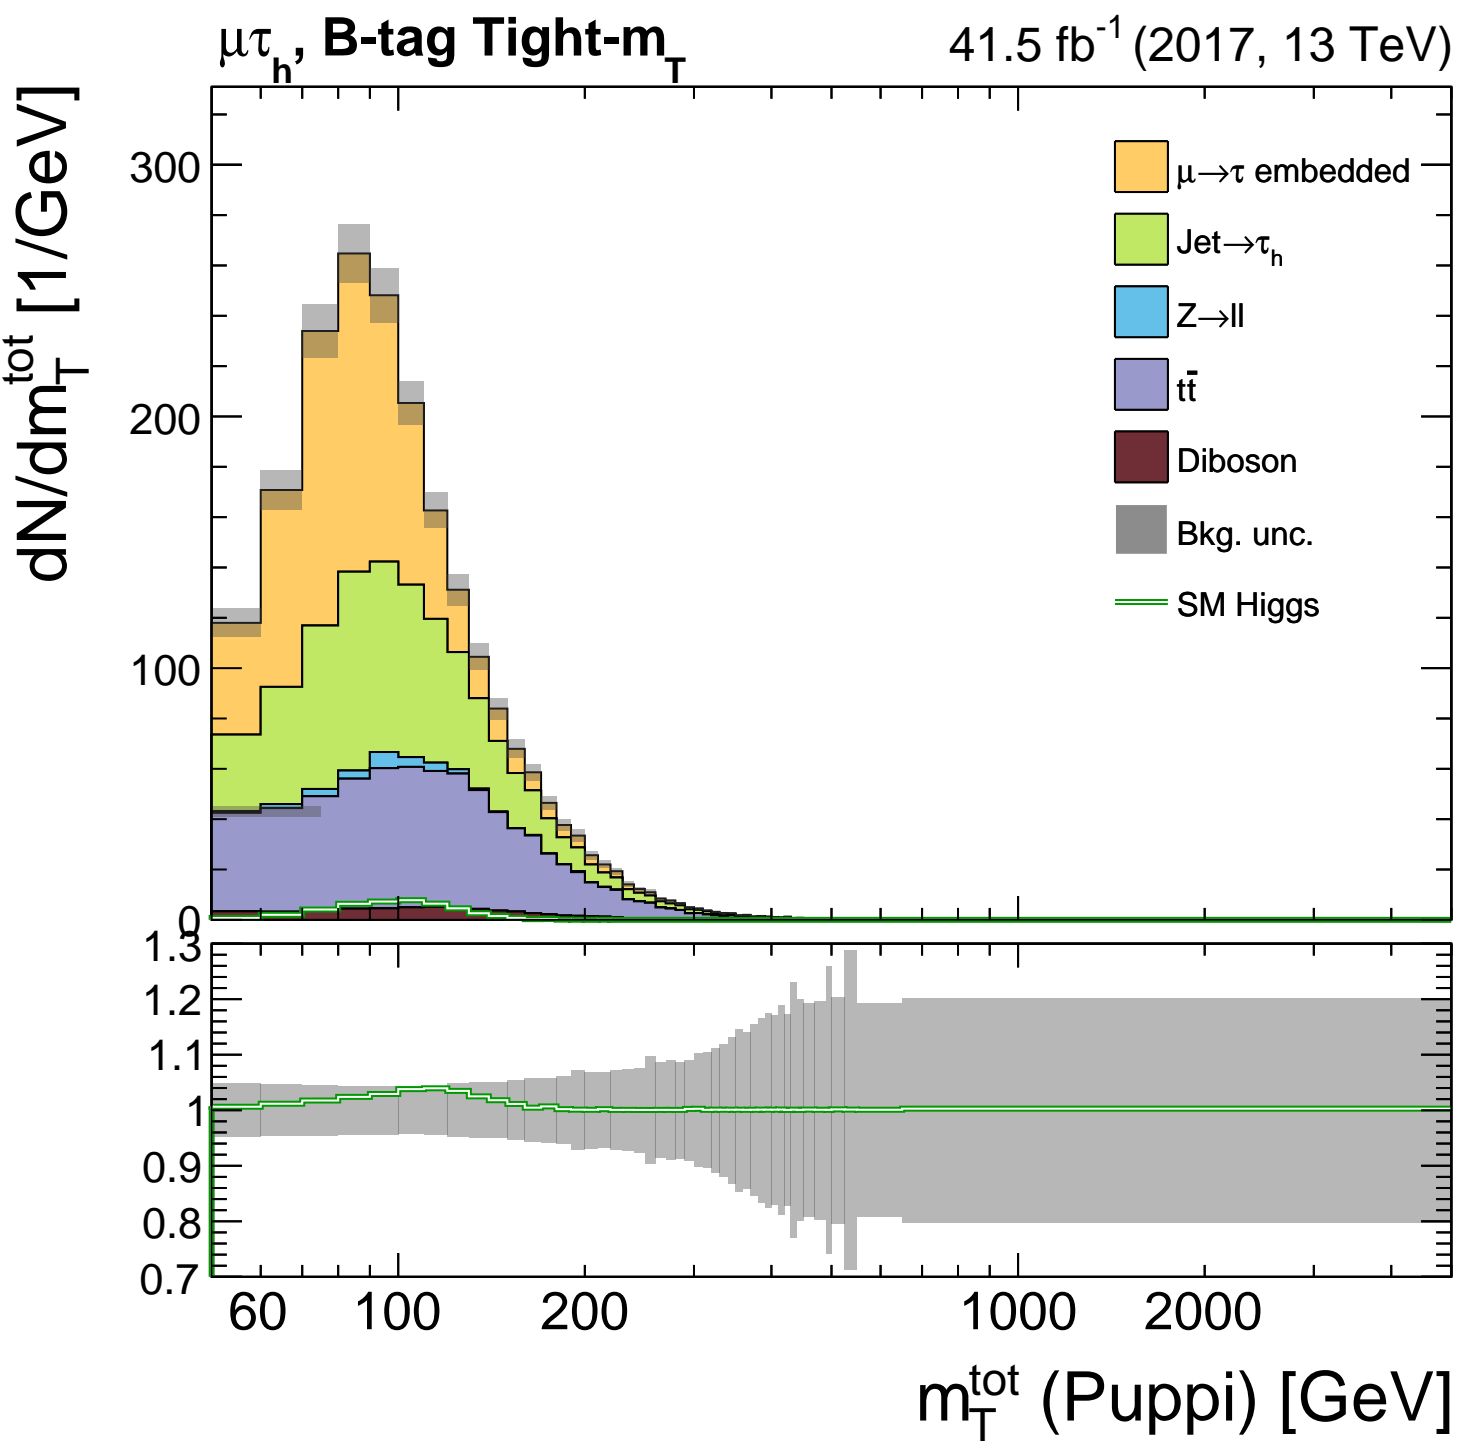 μτh, B-tag Tight-mT
41.5 fb-1 (2017, 13 TeV)
dN/dmTtot [1/GeV]
300
200
100
0
μ→τ embedded
Jet→τh
Z→ll
tt̄
Diboson
Bkg. unc.
SM Higgs
1.3
1.2
1.1
1
0.9
0.8
0.7
60 100 200 1000 2000
mTtot (Puppi) [GeV]